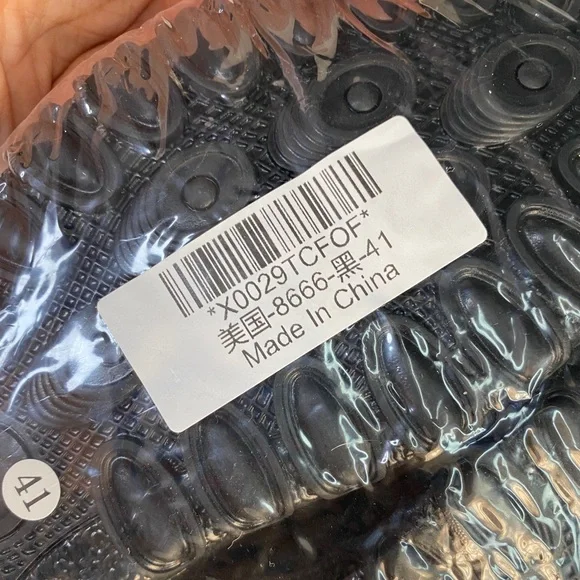 *X0029TCFOF*
美国-8666-黑-41
Made In China
41